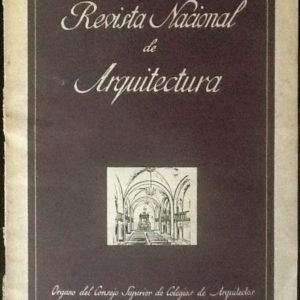 Revista Nacional
de
Arquitectura
Organo del Consejo Superior de Colegios de Arquitectos